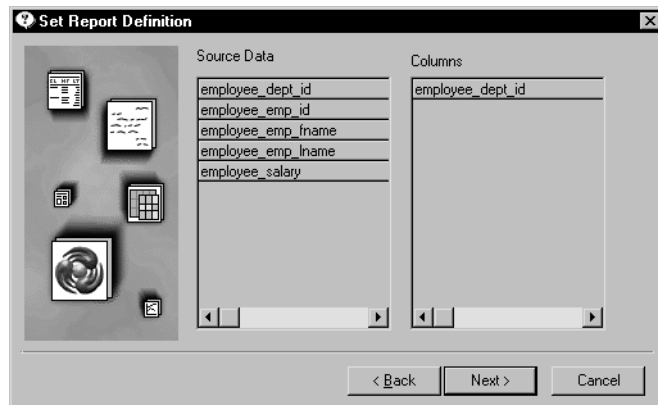 Set Report Definition
Source Data
employee_dept_id
employee_emp_id
employee_emp_fname
employee_emp_lname
employee_salary
Columns
employee_dept_id
< Back
Next >
Cancel